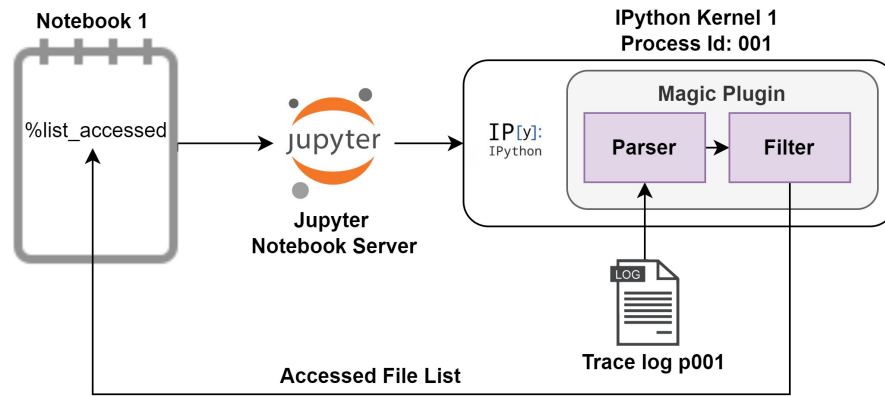 Notebook 1
IPython Kernel 1
Process Id: 001
%list_accessed
jupyter
Jupyter
Notebook Server
IP[y]:
IPython
Magic Plugin
Parser
Filter
LOG
Trace log p001
Accessed File List